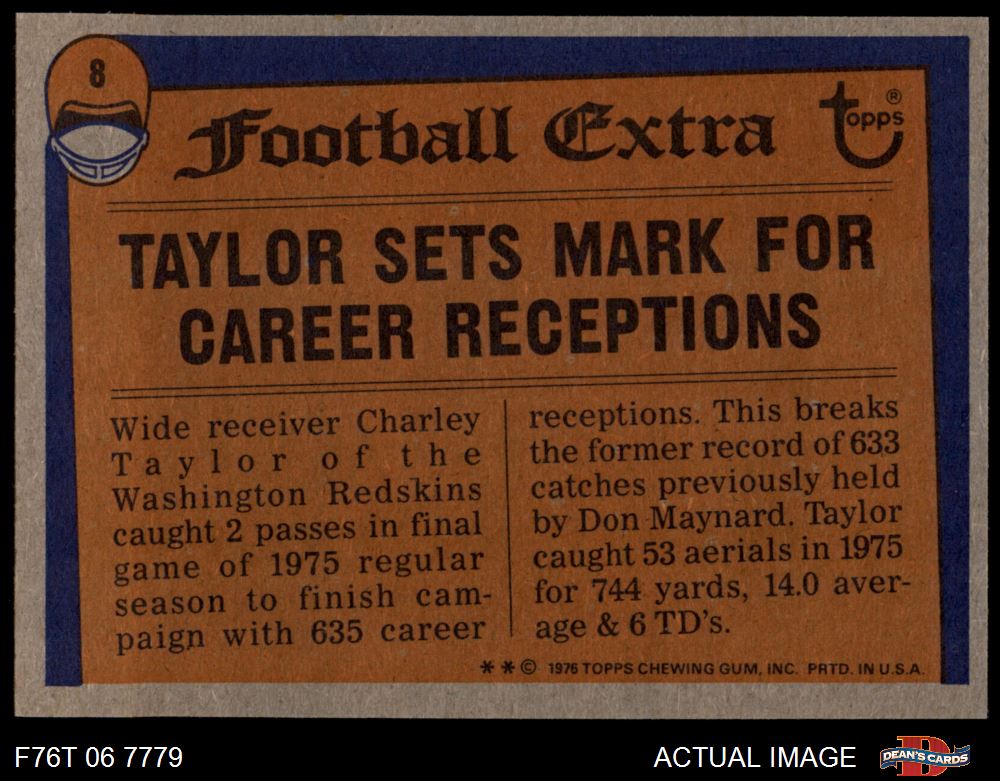 8
Football Extra
topps ®
TAYLOR SETS MARK FOR
CAREER RECEPTIONS
Wide receiver Charley
Taylor of the
Washington Redskins
caught 2 passes in final
game of 1975 regular
season to finish cam-
paign with 635 career
receptions. This breaks
the former record of 633
catches previously held
by Don Maynard. Taylor
caught 53 aerials in 1975
for 744 yards, 14.0 aver-
age & 6 TD's.
* * © 1976 TOPPS CHEWING GUM, INC. PRTD. IN U.S.A.
F76T 06 7779
ACTUAL IMAGE
D
DEAN'S CARDS